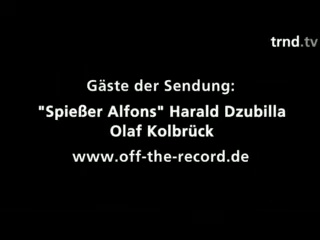 trnd.tv
Gäste der Sendung:
"Spießer Alfons" Harald Dzubilla
Olaf Kolbrück
www.off-the-record.de